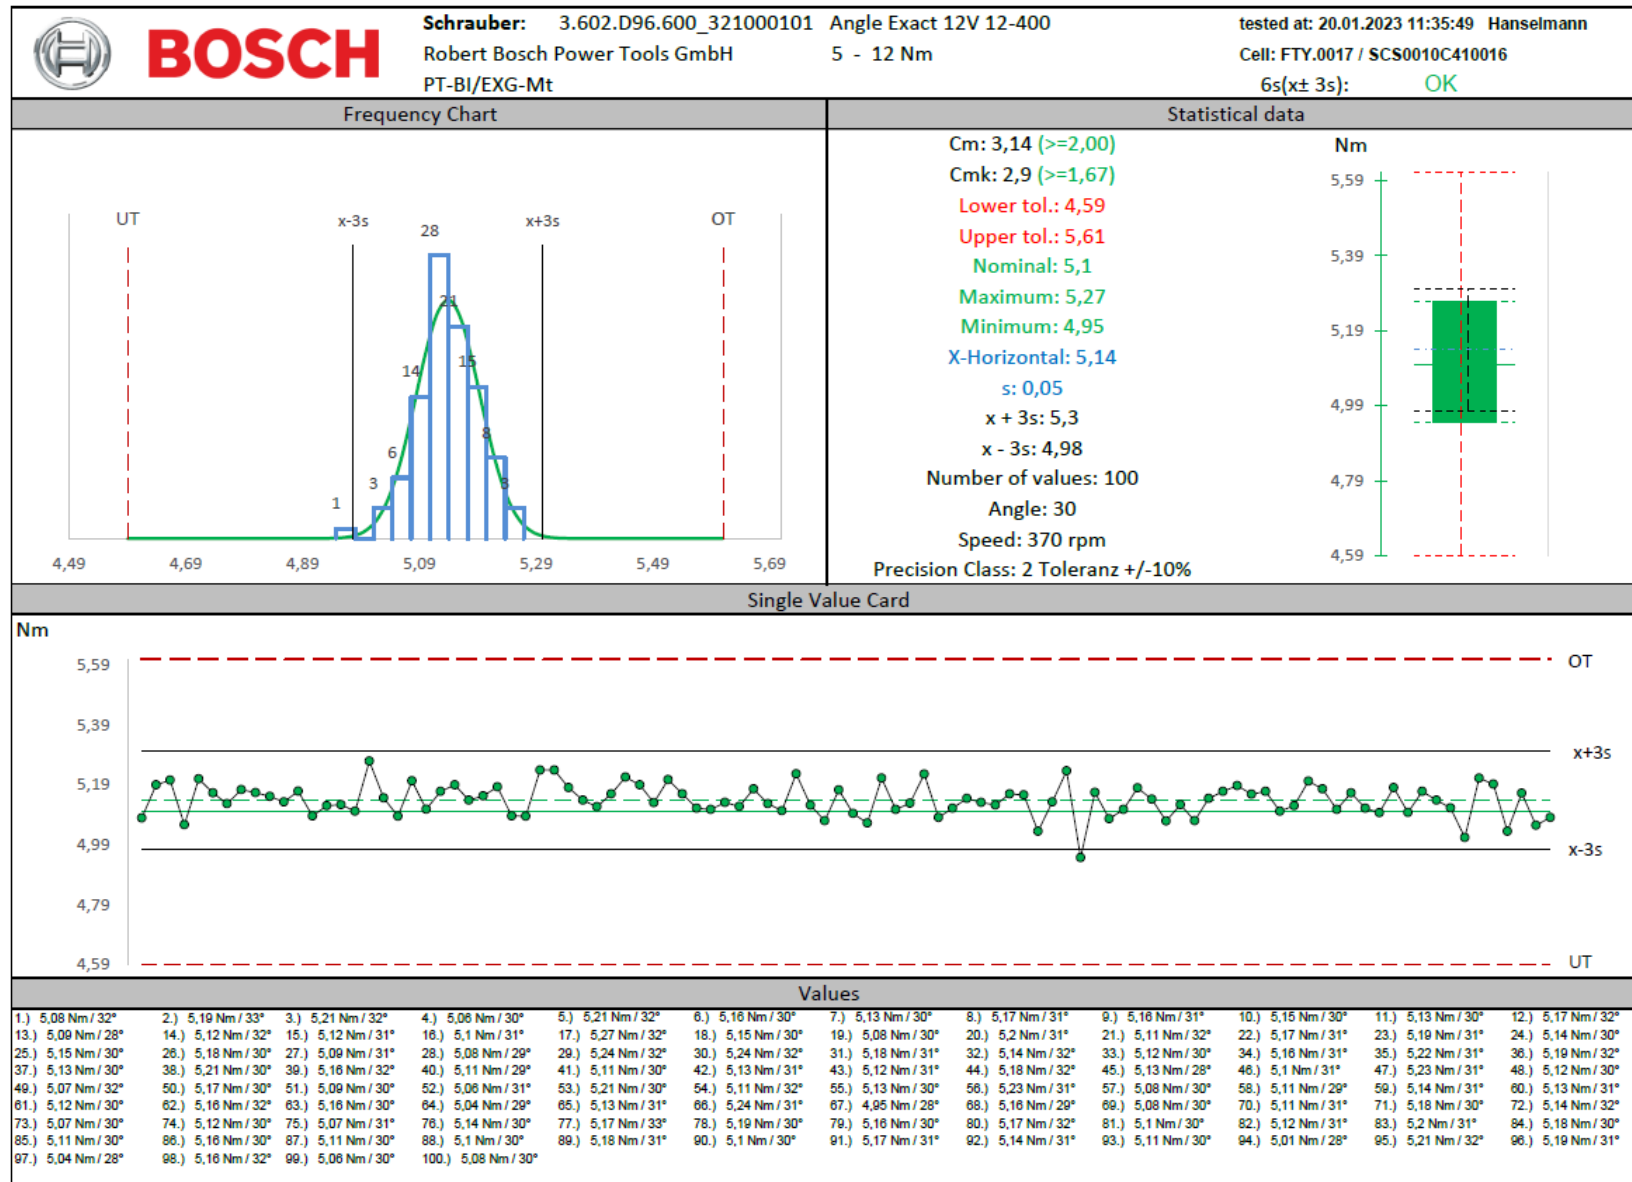 BOSCH
Schrauber: 3.602.D96.600_321000101 Angle Exact 12V 12-400
Robert Bosch Power Tools GmbH 5 - 12 Nm
PT-BI/EXG-Mt
tested at: 20.01.2023 11:35:49 Hanselmann
Cell: FTY.0017 / SCS0010C410016
6s(x± 3s): OK
Frequency Chart
UT x-3s x+3s OT
28
21
15
14
8
6
3
3
1
4,49 4,69 4,89 5,09 5,29 5,49 5,69
Statistical data
Cm: 3,14 (>=2,00)
Cmk: 2,9 (>=1,67)
Lower tol.: 4,59
Upper tol.: 5,61
Nominal: 5,1
Maximum: 5,27
Minimum: 4,95
X-Horizontal: 5,14
s: 0,05
x + 3s: 5,3
x - 3s: 4,98
Number of values: 100
Angle: 30
Speed: 370 rpm
Precision Class: 2 Toleranz +/-10%
Nm
5,59
5,39
5,19
4,99
4,79
4,59
Single Value Card
Nm
5,59
5,39
5,19
4,99
4,79
4,59
OT
x+3s
x-3s
UT
Values
1.) 5,08 Nm / 32° 2.) 5,19 Nm / 33° 3.) 5,21 Nm / 32° 4.) 5,06 Nm / 30° 5.) 5,21 Nm / 32° 6.) 5,16 Nm / 30° 7.) 5,13 Nm / 30° 8.) 5,17 Nm / 31° 9.) 5,16 Nm / 31° 10.) 5,15 Nm / 30° 11.) 5,13 Nm / 30° 12.) 5,17 Nm / 32°
13.) 5,09 Nm / 28° 14.) 5,12 Nm / 32° 15.) 5,12 Nm / 31° 16.) 5,1 Nm / 31° 17.) 5,27 Nm / 32° 18.) 5,15 Nm / 30° 19.) 5,08 Nm / 30° 20.) 5,2 Nm / 31° 21.) 5,11 Nm / 32° 22.) 5,17 Nm / 31° 23.) 5,19 Nm / 31° 24.) 5,14 Nm / 30°
25.) 5,15 Nm / 30° 26.) 5,18 Nm / 30° 27.) 5,09 Nm / 31° 28.) 5,08 Nm / 29° 29.) 5,24 Nm / 32° 30.) 5,24 Nm / 32° 31.) 5,18 Nm / 31° 32.) 5,14 Nm / 32° 33.) 5,12 Nm / 30° 34.) 5,16 Nm / 31° 35.) 5,22 Nm / 31° 36.) 5,19 Nm / 32°
37.) 5,13 Nm / 30° 38.) 5,21 Nm / 30° 39.) 5,16 Nm / 32° 40.) 5,11 Nm / 29° 41.) 5,11 Nm / 30° 42.) 5,13 Nm / 31° 43.) 5,12 Nm / 31° 44.) 5,18 Nm / 32° 45.) 5,13 Nm / 28° 46.) 5,1 Nm / 31° 47.) 5,23 Nm / 31° 48.) 5,12 Nm / 30°
49.) 5,07 Nm / 32° 50.) 5,17 Nm / 30° 51.) 5,09 Nm / 30° 52.) 5,06 Nm / 31° 53.) 5,21 Nm / 30° 54.) 5,11 Nm / 32° 55.) 5,13 Nm / 30° 56.) 5,23 Nm / 31° 57.) 5,08 Nm / 30° 58.) 5,11 Nm / 29° 59.) 5,14 Nm / 31° 60.) 5,13 Nm / 31°
61.) 5,12 Nm / 30° 62.) 5,16 Nm / 32° 63.) 5,16 Nm / 30° 64.) 5,04 Nm / 29° 65.) 5,13 Nm / 31° 66.) 5,24 Nm / 31° 67.) 4,95 Nm / 28° 68.) 5,16 Nm / 29° 69.) 5,08 Nm / 30° 70.) 5,11 Nm / 31° 71.) 5,18 Nm / 30° 72.) 5,14 Nm / 32°
73.) 5,07 Nm / 30° 74.) 5,12 Nm / 30° 75.) 5,07 Nm / 31° 76.) 5,14 Nm / 30° 77.) 5,17 Nm / 33° 78.) 5,19 Nm / 30° 79.) 5,16 Nm / 30° 80.) 5,17 Nm / 32° 81.) 5,1 Nm / 30° 82.) 5,12 Nm / 31° 83.) 5,2 Nm / 31° 84.) 5,18 Nm / 30°
85.) 5,11 Nm / 30° 86.) 5,16 Nm / 30° 87.) 5,11 Nm / 30° 88.) 5,1 Nm / 30° 89.) 5,18 Nm / 31° 90.) 5,1 Nm / 30° 91.) 5,17 Nm / 31° 92.) 5,14 Nm / 31° 93.) 5,11 Nm / 30° 94.) 5,01 Nm / 28° 95.) 5,21 Nm / 32° 96.) 5,19 Nm / 31°
97.) 5,04 Nm / 28° 98.) 5,16 Nm / 32° 99.) 5,06 Nm / 30° 100.) 5,08 Nm / 30°